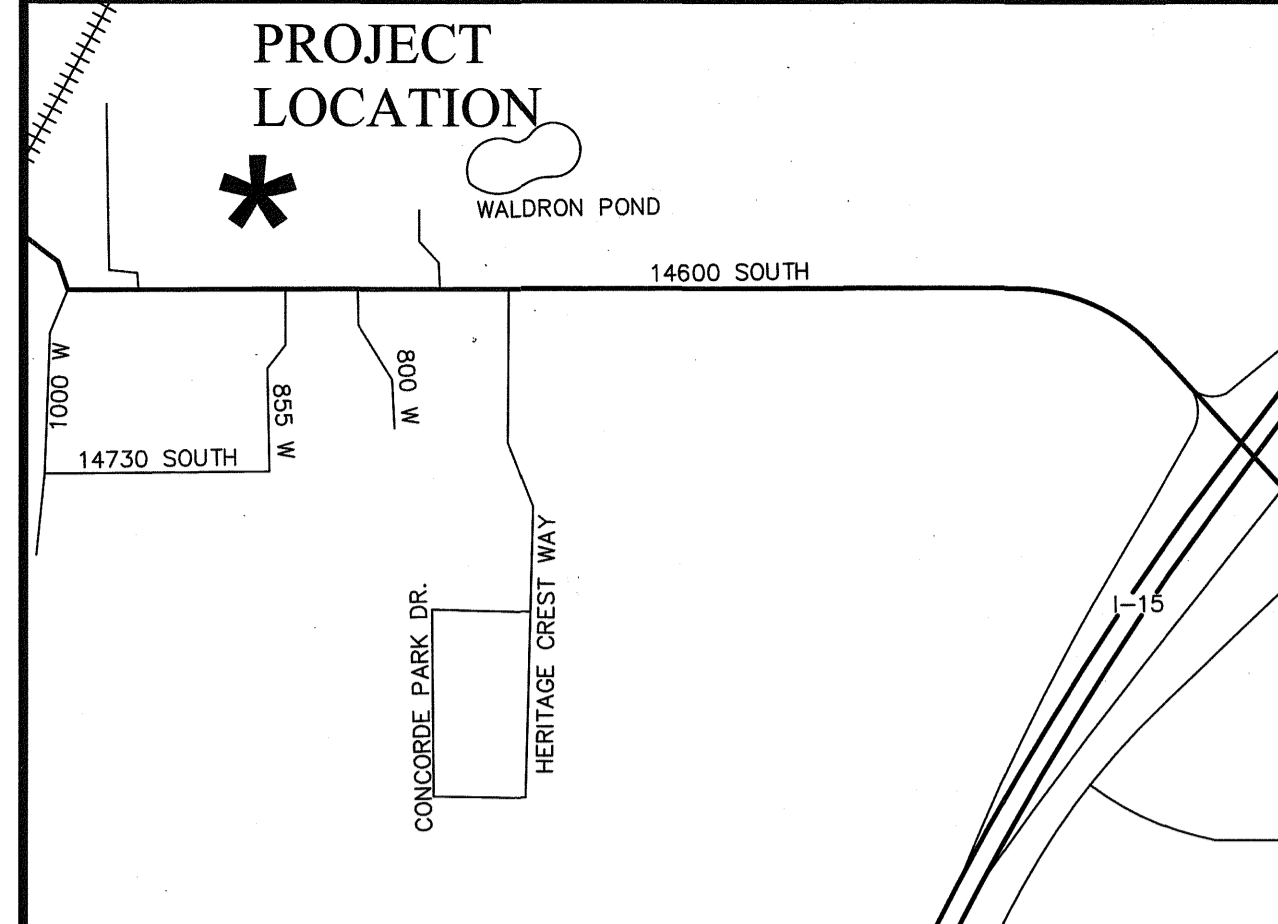 PROJECT
LOCATION
WALDRON POND
14600 SOUTH
1000 W
855 W
800 W
14730 SOUTH
HERITAGE CREST WAY
CONCORDE PARK DR.
I-15